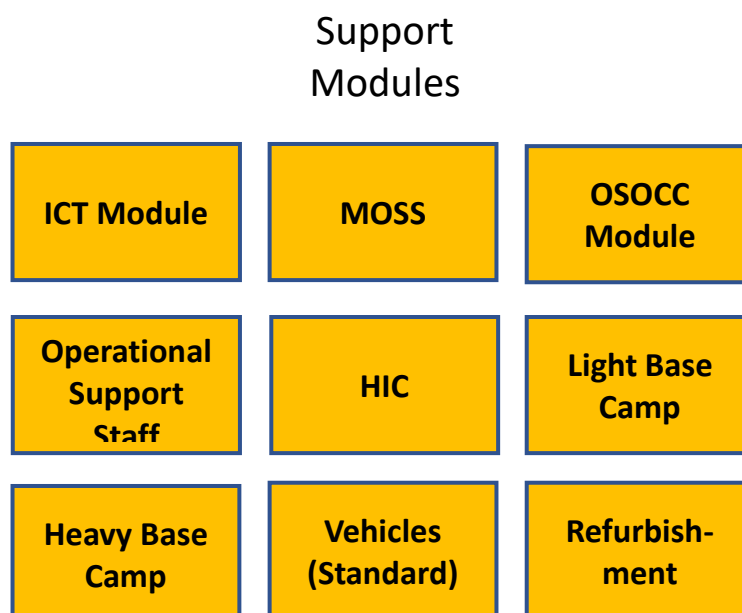 Support
Modules
ICT Module
MOSS
OSOCC
Module
Operational
Support
Staff
HIC
Light Base
Camp
Heavy Base
Camp
Vehicles
(Standard)
Refurbish-
ment